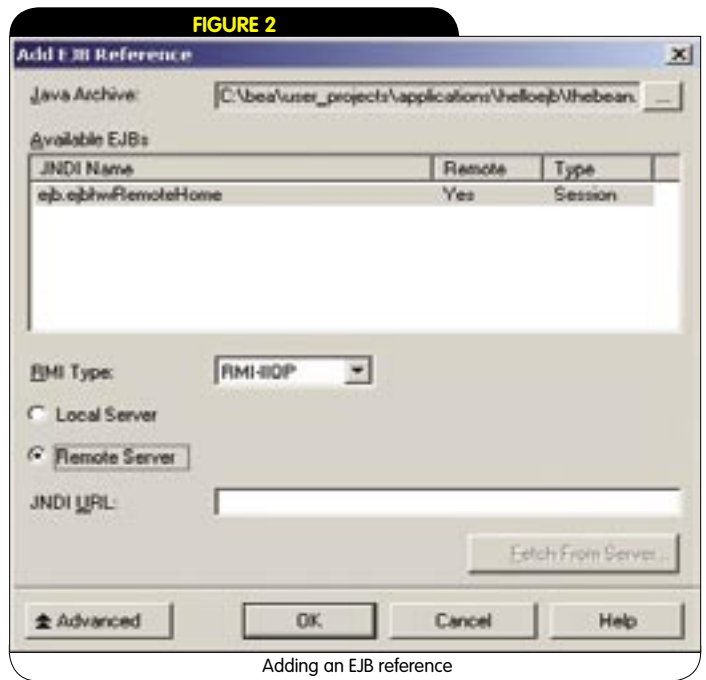 FIGURE 2
Add EJB Reference
Java Archive: C:\bea\user_projects\applications\helloejb\thebean. ...
Available EJBs
JNDI Name Remote Type
ejb.ejbhwRemoteHome Yes Session
RMI Type: RMI-IIOP
Local Server
Remote Server
JNDI URL:
Fetch From Server...
Advanced OK Cancel Help
Adding an EJB reference